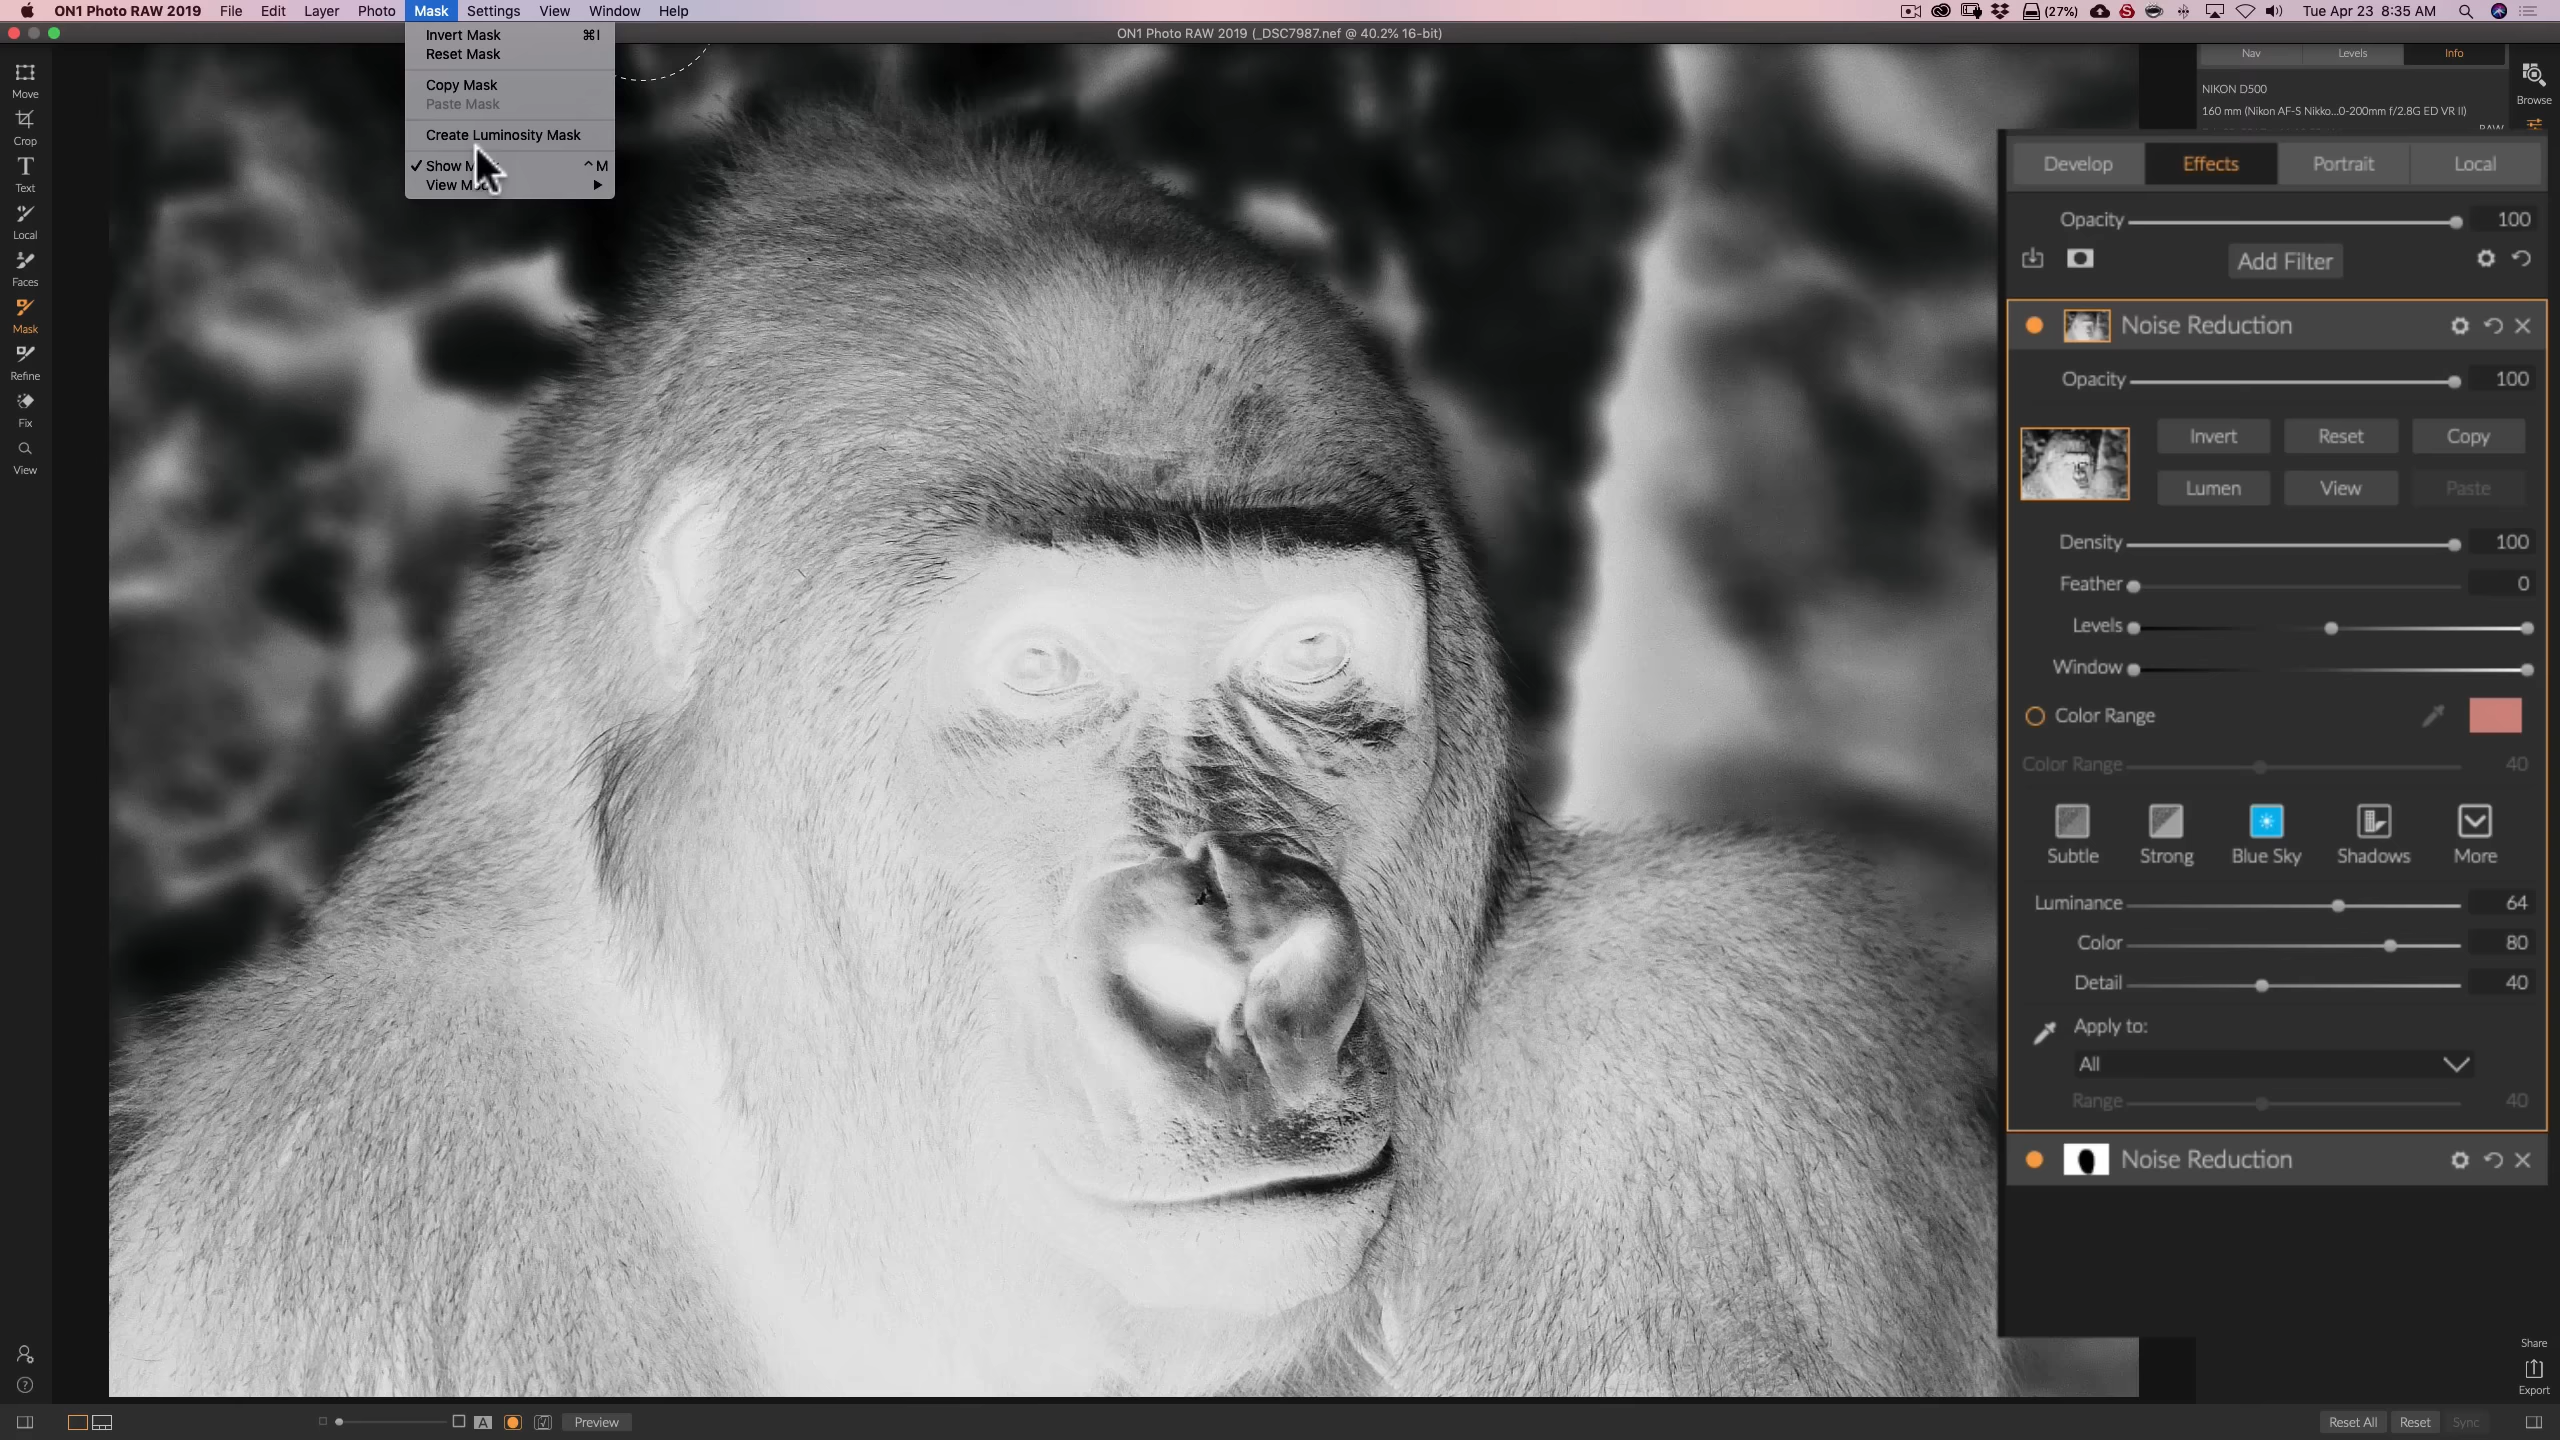 ON1 Photo RAW 2019 File Edit Layer Photo Mask Settings View Window Help
(27%) Tue Apr 23 8:35 AM
ON1 Photo RAW 2019 (_DSC7987.nef @ 40.2% 16-bit)
Invert Mask ⌘I
Reset Mask
Copy Mask
Paste Mask
Create Luminosity Mask
✓ Show M ^ M
View M
Move
Crop
Text
Local
Faces
Mask
Refine
Fix
View
Nav Levels Info
NIKON D500
160 mm (Nikon AF-S Nikko...0-200mm f/2.8G ED VR II)
RAW
Browse
Develop Effects Portrait Local
Opacity 100
Add Filter
Noise Reduction
Opacity 100
Invert Reset Copy
Lumen View Paste
Density 100
Feather 0
Levels
Window
Color Range
Color Range 40
Subtle Strong Blue Sky Shadows More
Luminance 64
Color 80
Detail 40
Apply to:
All
Range 40
Noise Reduction
Share
Export
A Preview
Reset All Reset Sync